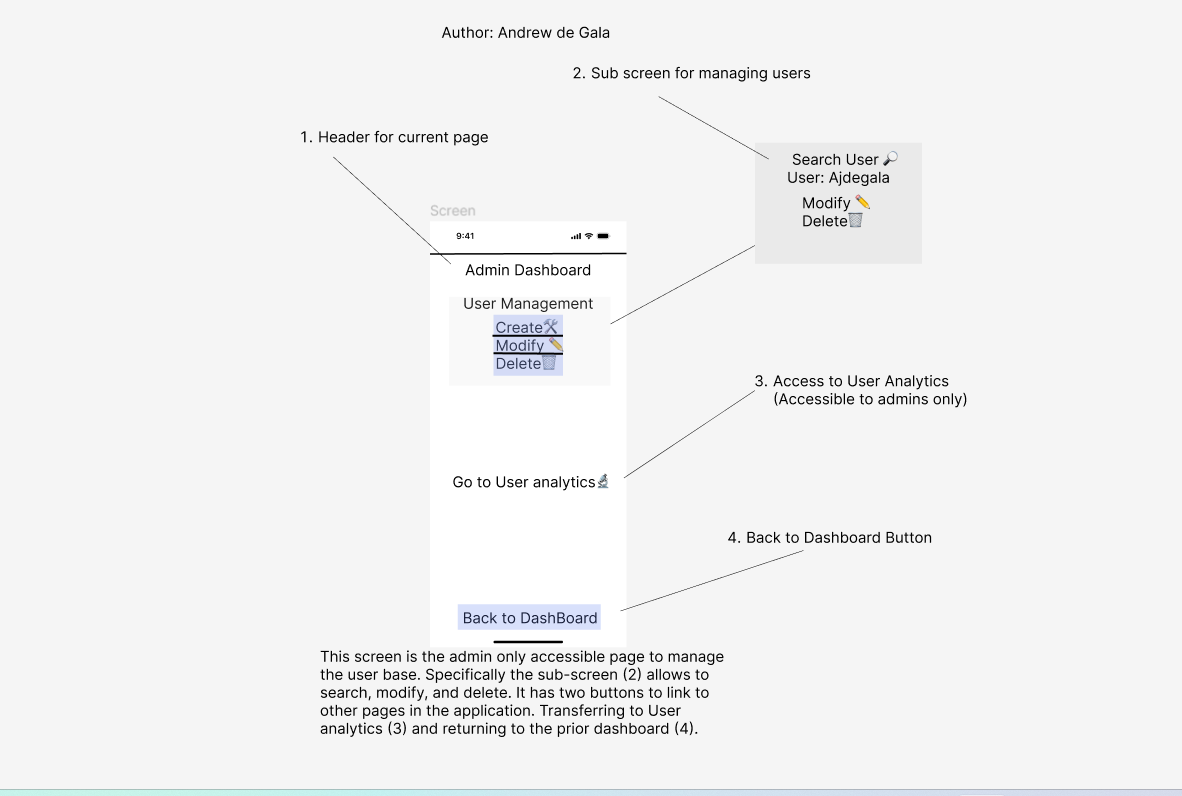 Author: Andrew de Gala
2. Sub screen for managing users
1. Header for current page
Search User 🔎
User: Ajdegala
Modify ✏️
Delete🗑️
Screen
9:41
Admin Dashboard
User Management
Create🛠️
Modify ✏️
Delete🗑️
3. Access to User Analytics
(Accessible to admins only)
Go to User analytics🔬
4. Back to Dashboard Button
Back to DashBoard
This screen is the admin only accessible page to manage
the user base. Specifically the sub-screen (2) allows to
search, modify, and delete. It has two buttons to link to
other pages in the application. Transferring to User
analytics (3) and returning to the prior dashboard (4).